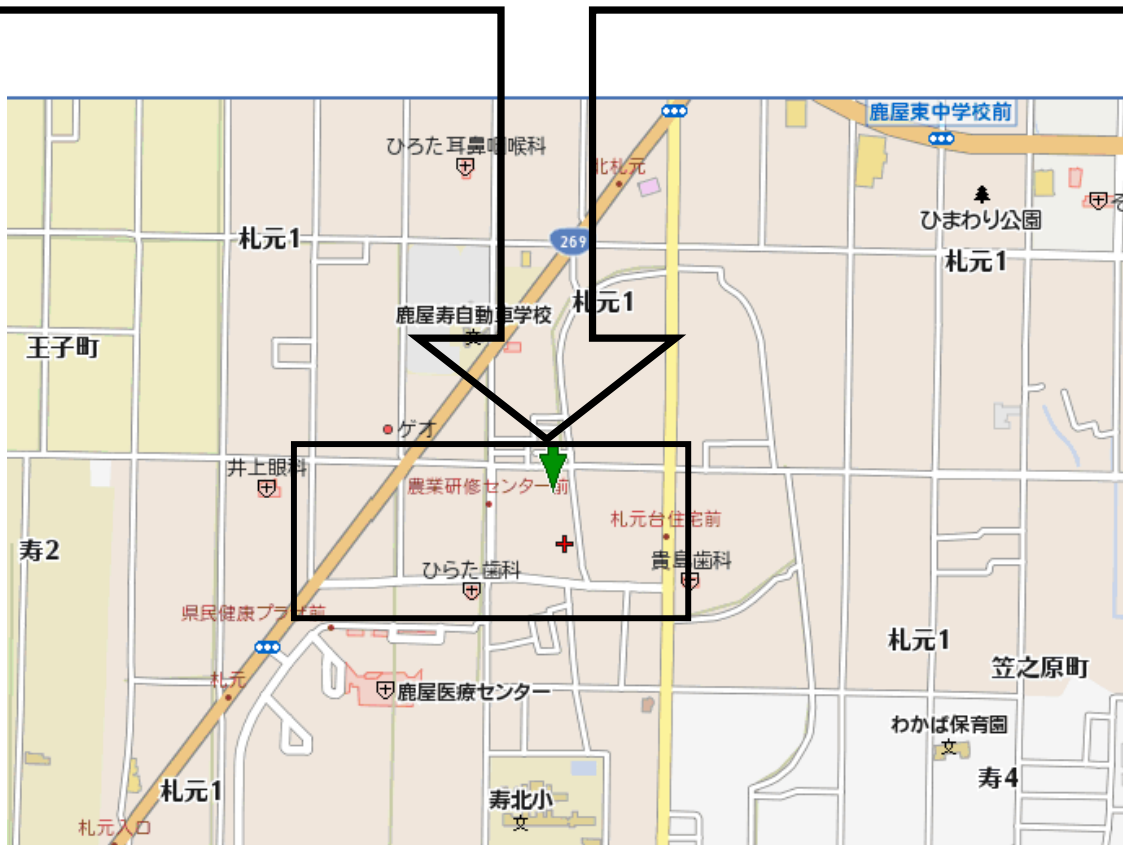 鹿屋東中学校前
ひろた耳鼻咽喉科
北札元
ひまわり公園
札元1
269
札元1
札元1
鹿屋寿自動車学校
王子町
ゲオ
井上眼科
農業研修センター前
札元台住宅前
寿2
ひらた歯科
貴島歯科
県民健康プラザ前
札元1
笠之原町
札元
鹿屋医療センター
わかば保育園
寿4
札元1
寿北小
札元入口